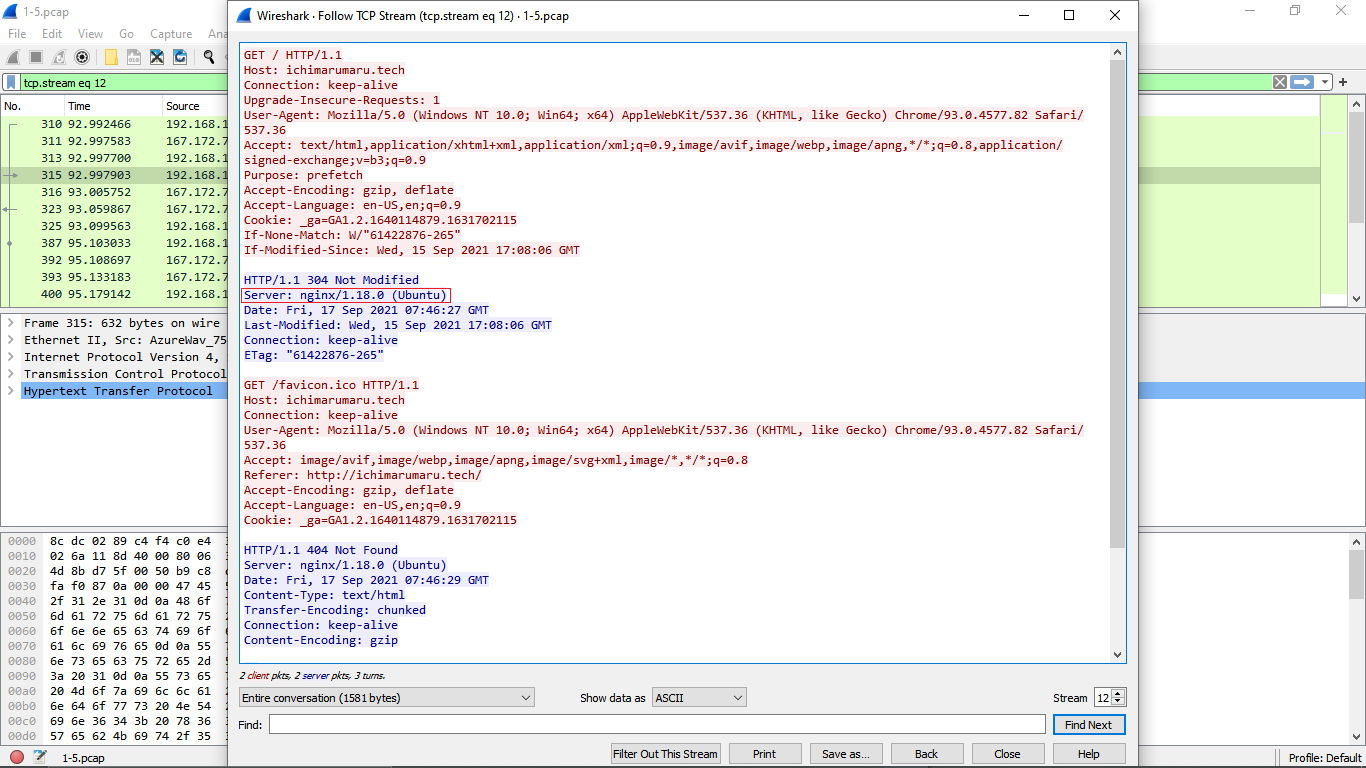 1-5.pcap
File Edit View Go Capture
tcp.stream eq 12
No. Time Source
310 92.992466 192.168.1
311 92.997583 167.172.7
313 92.997700 192.168.1
315 92.997903 192.168.1
316 93.005752 167.172.7
323 93.059867 167.172.7
325 93.099563 192.168.1
387 95.103033 192.168.1
392 95.108697 167.172.7
393 95.133183 167.172.7
400 95.179142 192.168.1
Frame 315: 632 bytes on wire
Ethernet II, Src: AzureWav_75
Internet Protocol Version 4,
Transmission Control Protocol
Hypertext Transfer Protocol
0000 8c dc 02 89 c4 f4 c0 e4
0010 02 6a 11 8d 40 00 80 06
0020 4d 8b d7 5f 00 50 b9 c8
0030 fa f0 87 0a 00 00 47 45
0040 2f 31 2e 31 0d 0a 48 6f
0050 6d 61 72 75 6d 61 72 75
0060 6f 6e 6e 65 63 74 69 6f
0070 61 6c 69 76 65 0d 0a 55
0080 6e 73 65 63 75 72 65 2d
0090 3a 20 31 0d 0a 55 73 65
00a0 20 4d 6f 7a 69 6c 6c 61
00b0 6e 64 6f 77 73 20 4e 54
00c0 69 6e 36 34 3b 20 78 36
00d0 57 65 62 4b 69 74 2f 35
1-5.pcap
Profile: Default
Wireshark · Follow TCP Stream (tcp.stream eq 12) · 1-5.pcap
GET / HTTP/1.1
Host: ichimarumaru.tech
Connection: keep-alive
Upgrade-Insecure-Requests: 1
User-Agent: Mozilla/5.0 (Windows NT 10.0; Win64; x64) AppleWebKit/537.36 (KHTML, like Gecko) Chrome/93.0.4577.82 Safari/
537.36
Accept: text/html,application/xhtml+xml,application/xml;q=0.9,image/avif,image/webp,image/apng,*/*;q=0.8,application/
signed-exchange;v=b3;q=0.9
Purpose: prefetch
Accept-Encoding: gzip, deflate
Accept-Language: en-US,en;q=0.9
Cookie: _ga=GA1.2.1640114879.1631702115
If-None-Match: W/"61422876-265"
If-Modified-Since: Wed, 15 Sep 2021 17:08:06 GMT
HTTP/1.1 304 Not Modified
Server: nginx/1.18.0 (Ubuntu)
Date: Fri, 17 Sep 2021 07:46:27 GMT
Last-Modified: Wed, 15 Sep 2021 17:08:06 GMT
Connection: keep-alive
ETag: "61422876-265"
GET /favicon.ico HTTP/1.1
Host: ichimarumaru.tech
Connection: keep-alive
User-Agent: Mozilla/5.0 (Windows NT 10.0; Win64; x64) AppleWebKit/537.36 (KHTML, like Gecko) Chrome/93.0.4577.82 Safari/
537.36
Accept: image/avif,image/webp,image/apng,image/svg+xml,image/*,*/*;q=0.8
Referer: http://ichimarumaru.tech/
Accept-Encoding: gzip, deflate
Accept-Language: en-US,en;q=0.9
Cookie: _ga=GA1.2.1640114879.1631702115
HTTP/1.1 404 Not Found
Server: nginx/1.18.0 (Ubuntu)
Date: Fri, 17 Sep 2021 07:46:29 GMT
Content-Type: text/html
Transfer-Encoding: chunked
Connection: keep-alive
Content-Encoding: gzip
2 client pkts, 2 server pkts, 3 turns.
Entire conversation (1581 bytes) Show data as ASCII Stream 12
Find: Find Next
Filter Out This Stream Print Save as... Back Close Help